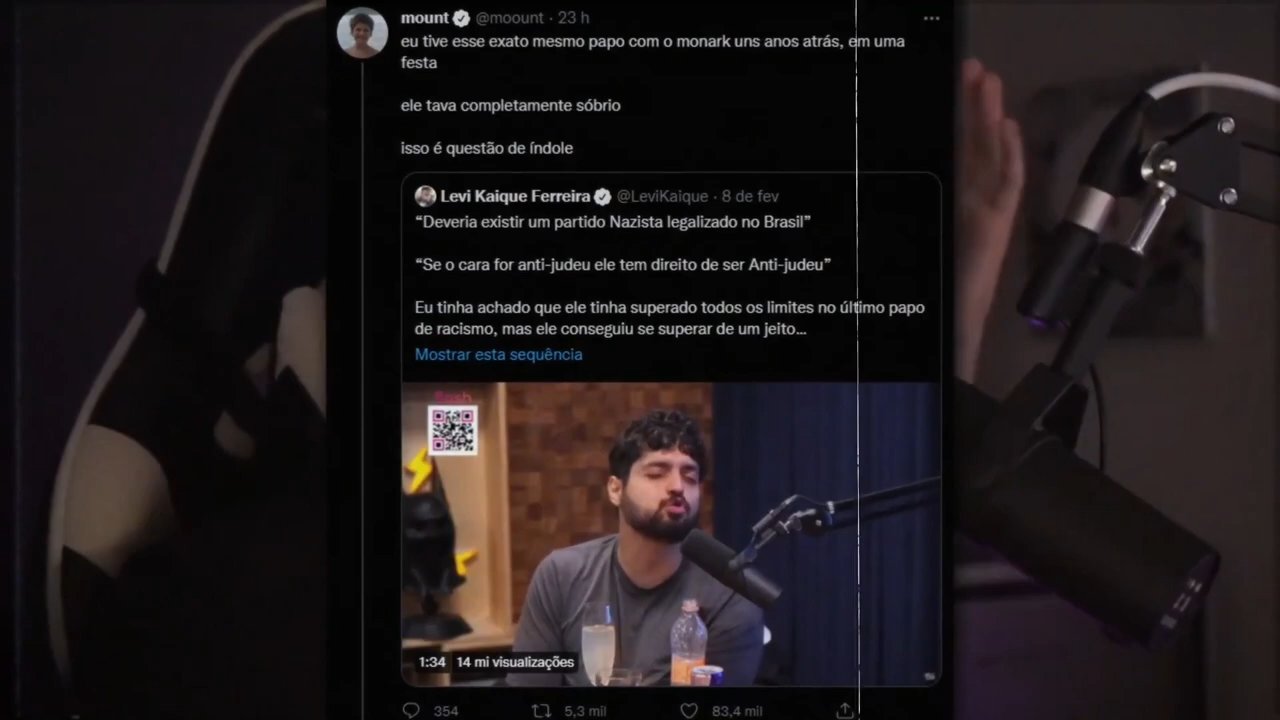 mount @moount · 23 h
eu tive esse exato mesmo papo com o monark uns anos atrás, em uma
festa
ele tava completamente sóbrio
isso é questão de índole
Levi Kaique Ferreira @LeviKaique · 8 de fev
“Deveria existir um partido Nazista legalizado no Brasil”
“Se o cara for anti-judeu ele tem direito de ser Anti-judeu”
Eu tinha achado que ele tinha superado todos os limites no último papo
de racismo, mas ele conseguiu se superar de um jeito...
Mostrar esta sequência
1:34 14 mi visualizações
354 5,3 mil 83,4 mil